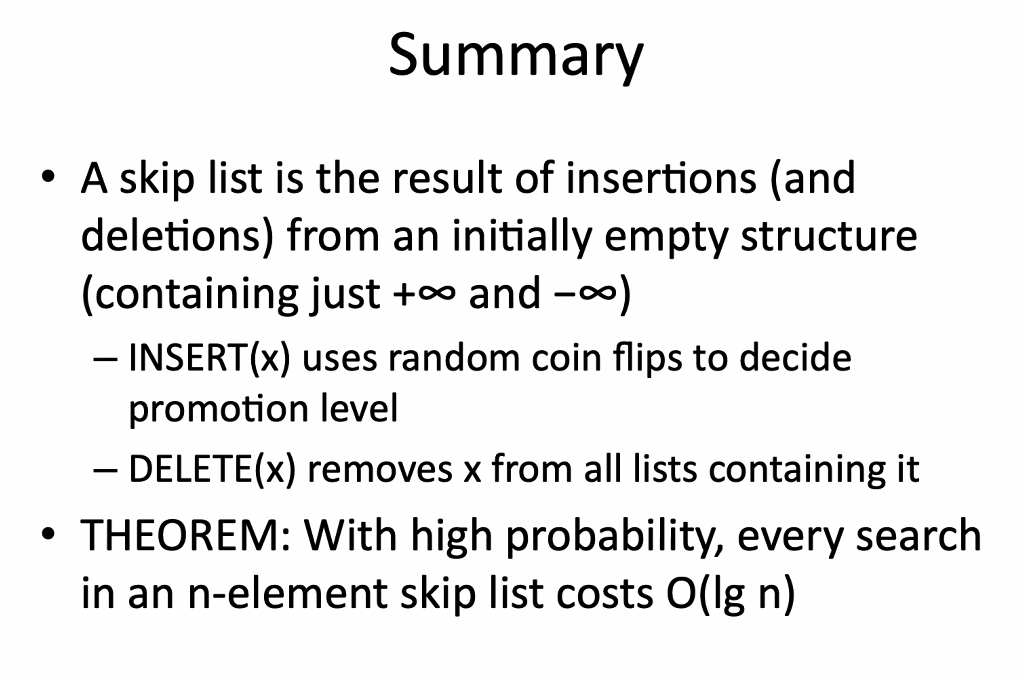 Summary
• A skip list is the result of insertions (and
deletions) from an initially empty structure
(containing just +∞ and −∞)
– INSERT(x) uses random coin flips to decide
promotion level
– DELETE(x) removes x from all lists containing it
• THEOREM: With high probability, every search
in an n-element skip list costs O(lg n)